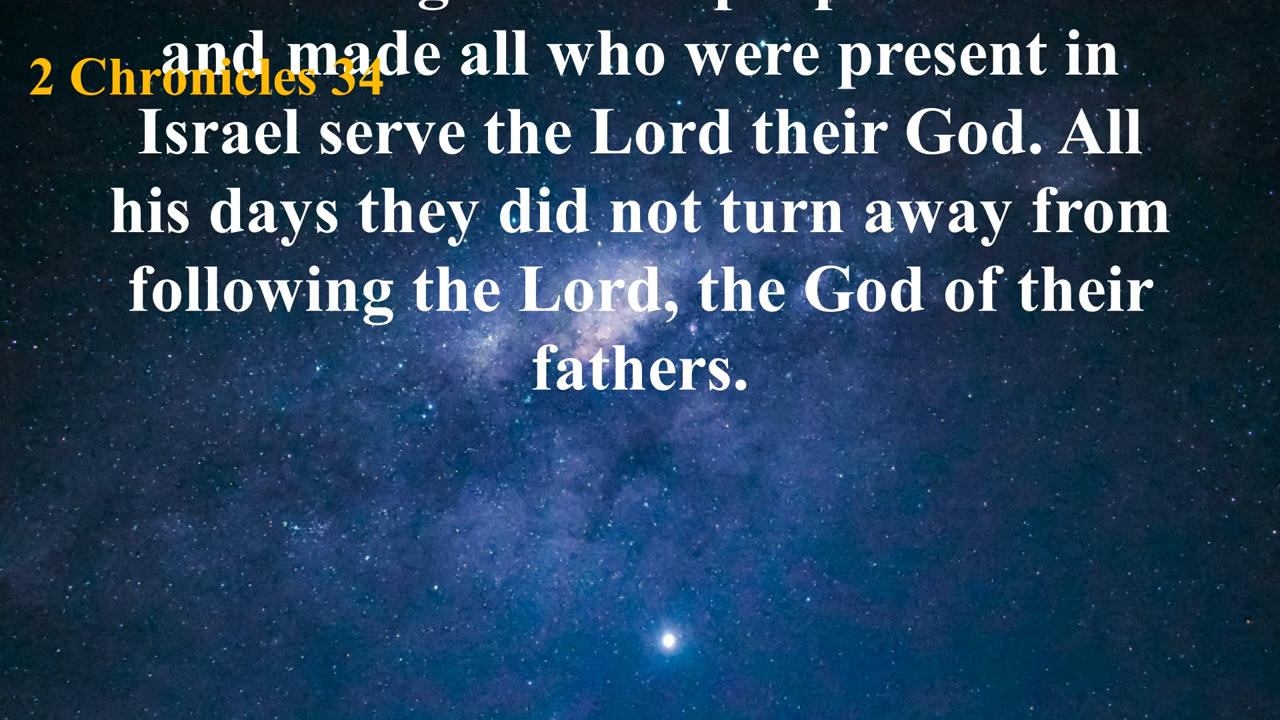 2 Chronicles 34
and made all who were present in
Israel serve the Lord their God. All
his days they did not turn away from
following the Lord, the God of their
fathers.